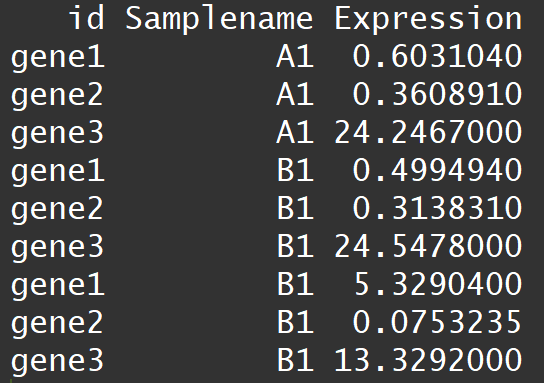 id Samplename Expression
gene1 A1 0.6031040
gene2 A1 0.3608910
gene3 A1 24.2467000
gene1 B1 0.4994940
gene2 B1 0.3138310
gene3 B1 24.5478000
gene1 B1 5.3290400
gene2 B1 0.0753235
gene3 B1 13.3292000